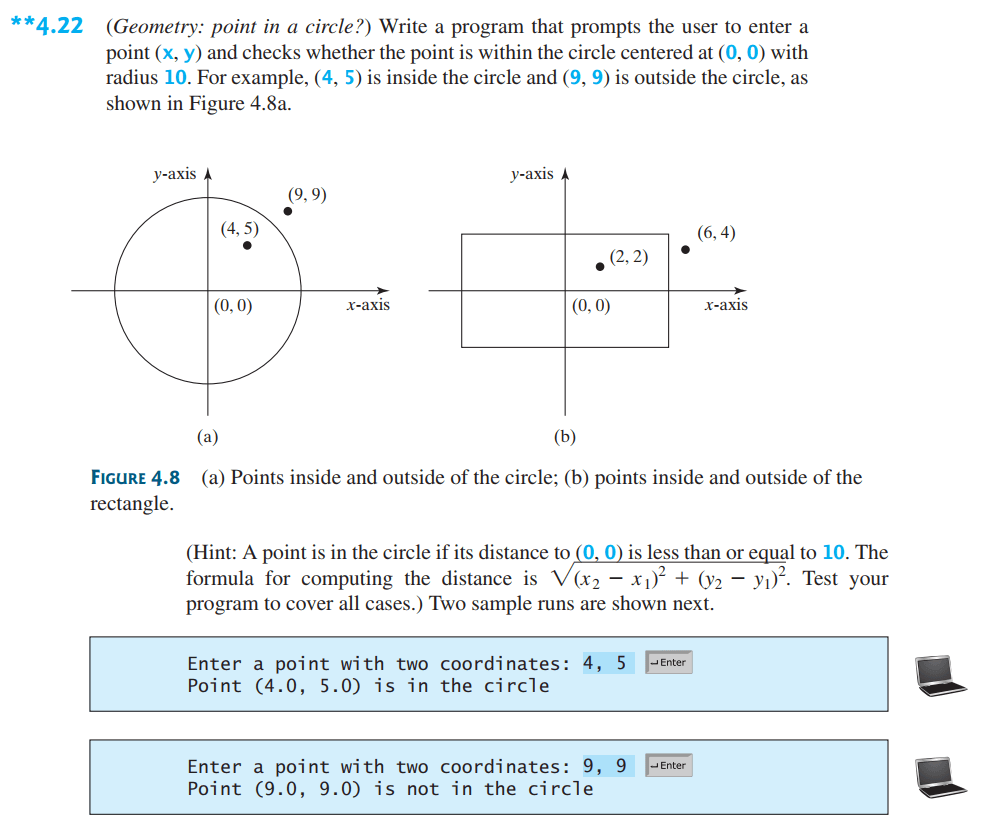 **4.22 (Geometry: point in a circle?) Write a program that prompts the user to enter a
point (x, y) and checks whether the point is within the circle centered at (0, 0) with
radius 10. For example, (4, 5) is inside the circle and (9, 9) is outside the circle, as
shown in Figure 4.8a.
y-axis
(9, 9)
(4, 5)
(0, 0)
x-axis
(a)
y-axis
(6, 4)
(2, 2)
(0, 0)
x-axis
(b)
FIGURE 4.8 (a) Points inside and outside of the circle; (b) points inside and outside of the
rectangle.
(Hint: A point is in the circle if its distance to (0, 0) is less than or equal to 10. The
formula for computing the distance is √(x₂ − x₁)² + (y₂ − y₁)². Test your
program to cover all cases.) Two sample runs are shown next.
Enter a point with two coordinates: 4, 5 ↵Enter
Point (4.0, 5.0) is in the circle
Enter a point with two coordinates: 9, 9 ↵Enter
Point (9.0, 9.0) is not in the circle